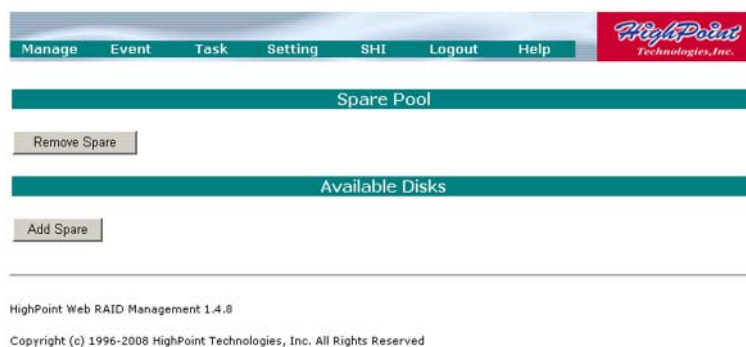 HighPoint
Technologies,Inc.
Manage Event Task Setting SHI Logout Help
Spare Pool
Remove Spare
Available Disks
Add Spare
HighPoint Web RAID Management 1.4.8
Copyright (c) 1996-2008 HighPoint Technologies, Inc. All Rights Reserved